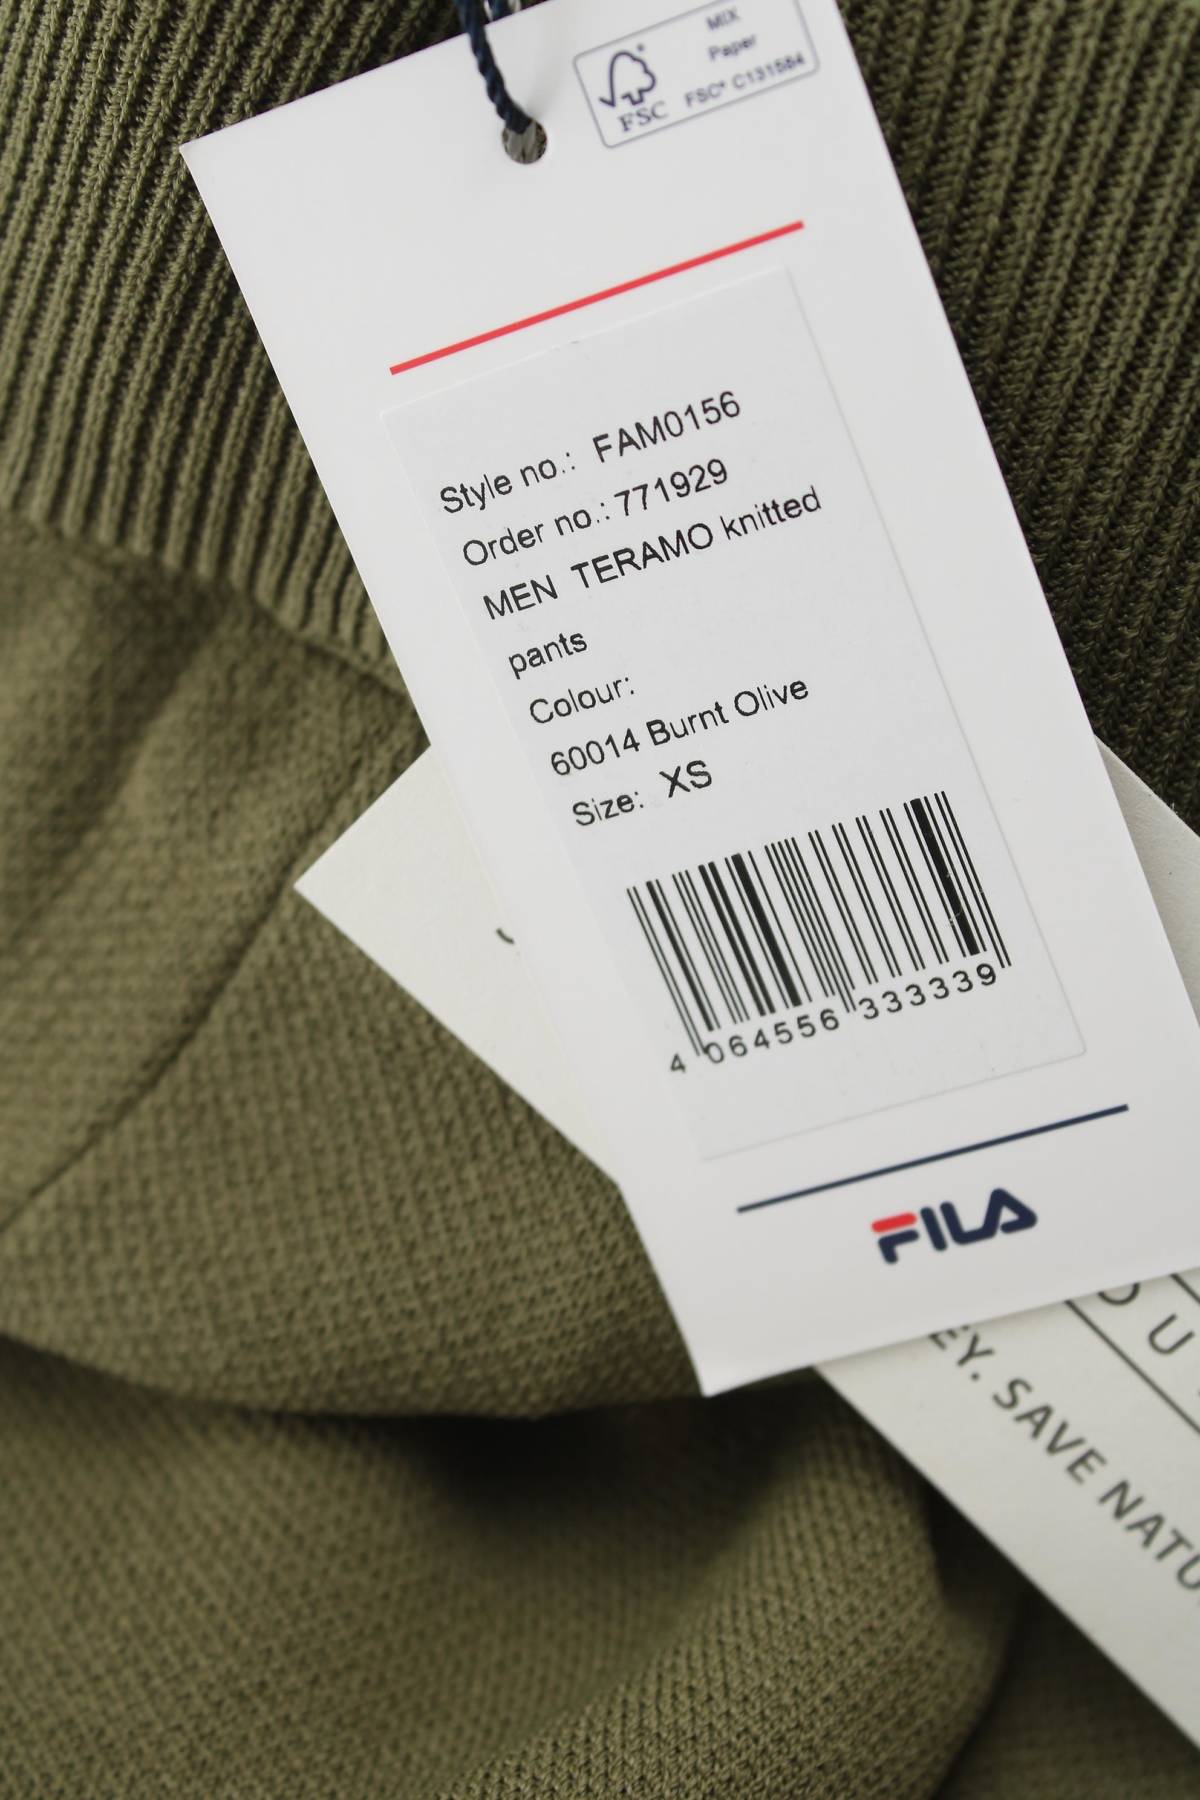 MIX
Paper
FSC® C131584
FSC
Style no.: FAM0156
Order no.: 771929
MEN TERAMO knitted
pants
Colour:
60014 Burnt Olive
Size: XS
4 064556 333339
FILA
EY. SAVE NATU